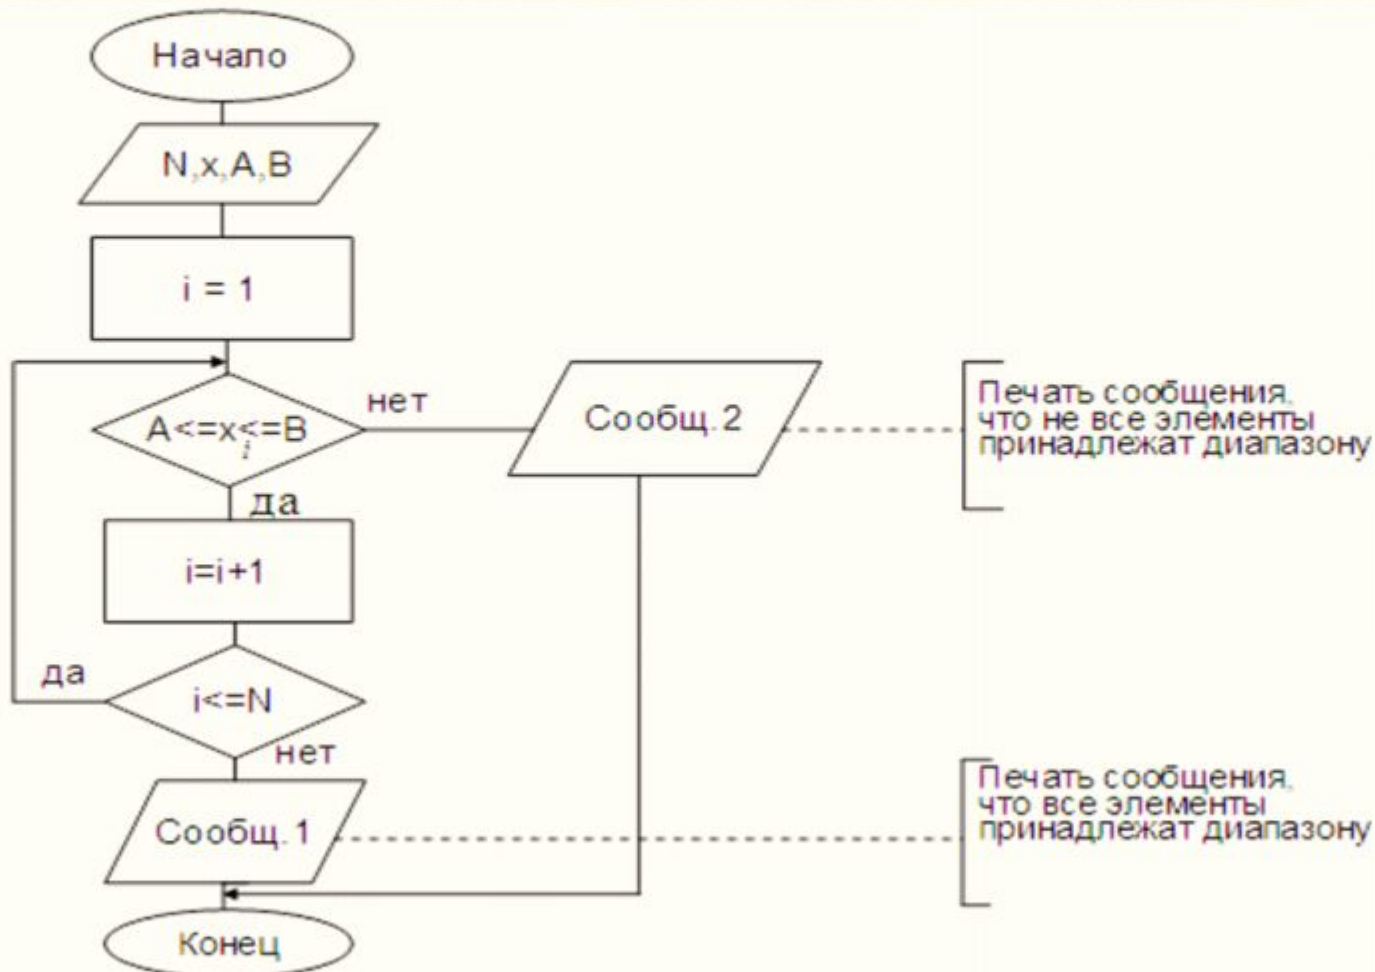 Начало
N,x,A,B
i = 1
A<=x<=B
i
нет
Сообщ.2
Печать сообщения,
что не все элементы
принадлежат диапазону
да
i=i+1
да
i<=N
нет
Сообщ.1
Печать сообщения,
что все элементы
принадлежат диапазону
Конец